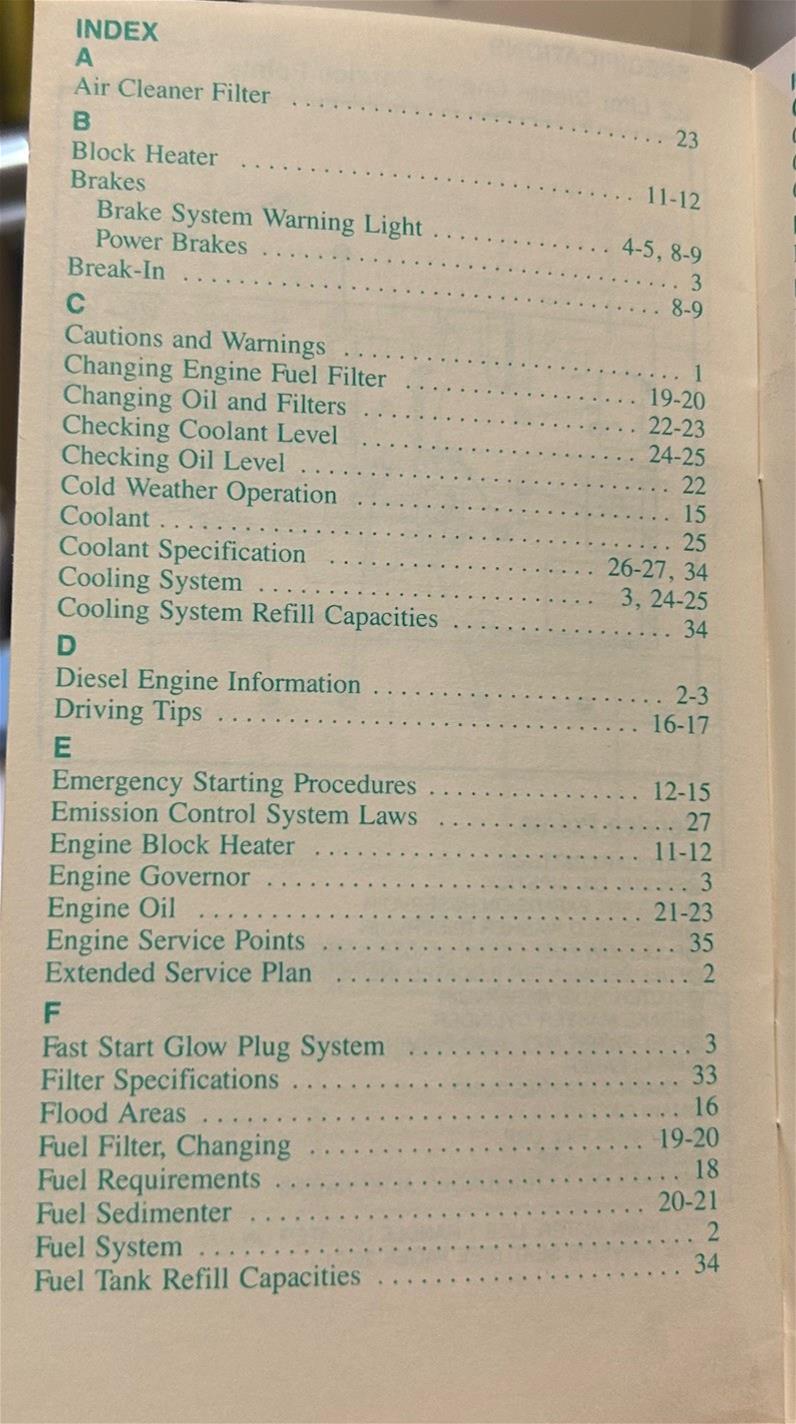 INDEX
A
Air Cleaner Filter ................................ 23
B
Block Heater ................................ 11-12
Brakes
Brake System Warning Light .............. 4-5, 8-9
Power Brakes ................................ 3
Break-In ................................ 8-9
C
Cautions and Warnings ............................ 1
Changing Engine Fuel Filter .................... 19-20
Changing Oil and Filters ........................ 22-23
Checking Coolant Level ........................ 24-25
Checking Oil Level ............................ 22
Cold Weather Operation ........................ 15
Coolant ........................................ 25
Coolant Specification .................... 26-27, 34
Cooling System ............................ 3, 24-25
Cooling System Refill Capacities ................ 34
D
Diesel Engine Information ........................ 2-3
Driving Tips ................................ 16-17
E
Emergency Starting Procedures ................ 12-15
Emission Control System Laws .................. 27
Engine Block Heater ........................ 11-12
Engine Governor ................................ 3
Engine Oil ................................ 21-23
Engine Service Points ............................ 35
Extended Service Plan ............................ 2
F
Fast Start Glow Plug System ...................... 3
Filter Specifications ............................ 33
Flood Areas .................................... 16
Fuel Filter, Changing ........................ 19-20
Fuel Requirements ................................ 18
Fuel Sedimenter ................................ 20-21
Fuel System .................................... 2
Fuel Tank Refill Capacities ...................... 34